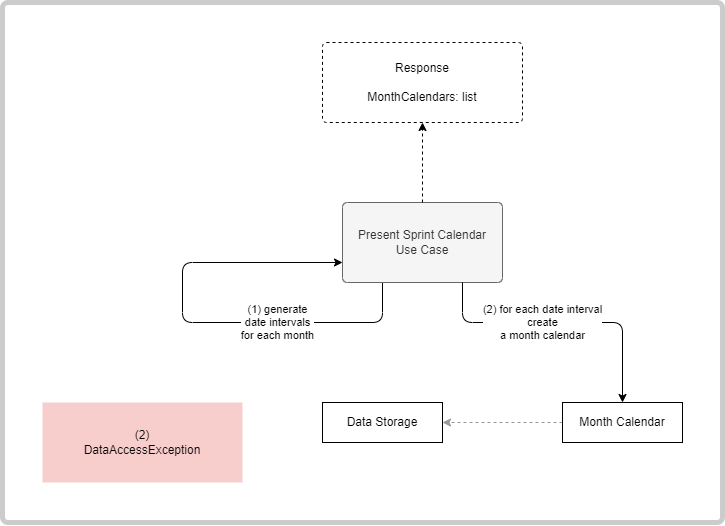 Response
MonthCalendars: list
Present Sprint Calendar
Use Case
(1) generate
date intervals
for each month
(2) for each date interval
create
a month calendar
(2)
DataAccessException
Data Storage
Month Calendar